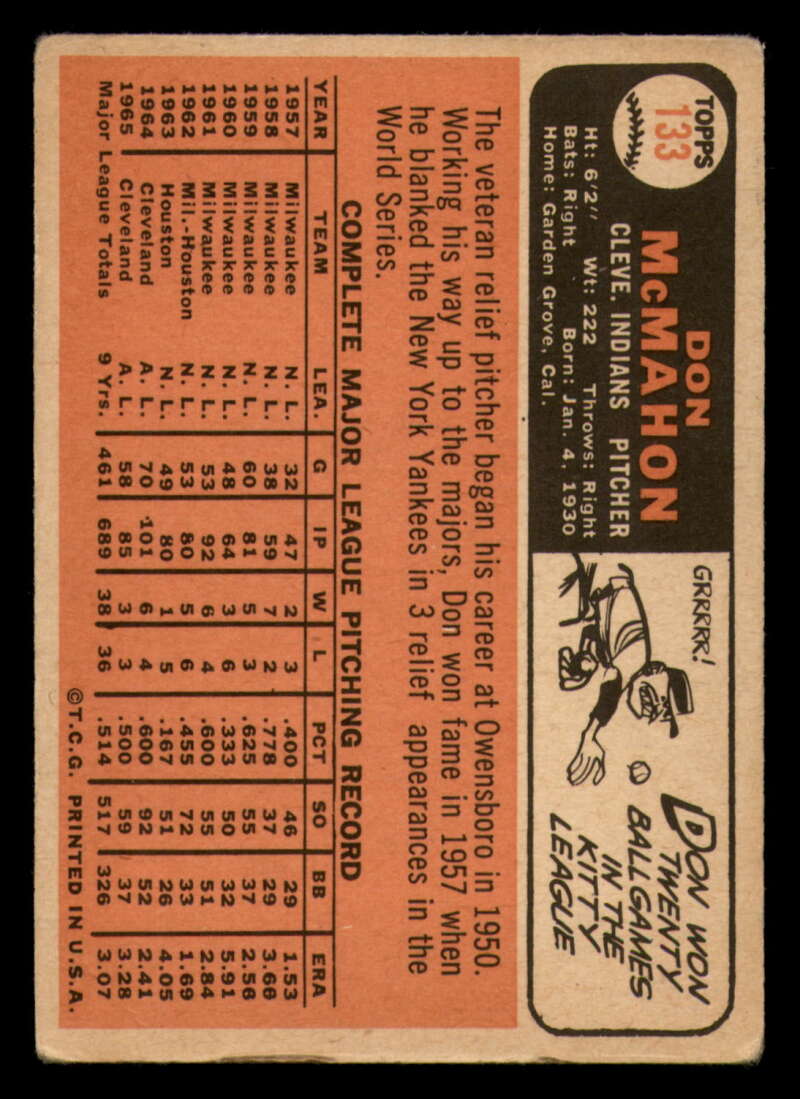 TOPPS
133
DON
McMAHON
CLEVE. INDIANS PITCHER
Ht: 6'2" Wt: 222 Throws: Right
Bats: Right Born: Jan. 4, 1930
Home: Garden Grove, Cal.
GRRRRR!
DON WON
TWENTY
BALLGAMES
IN THE
KITTY
LEAGUE
The veteran relief pitcher began his career at Owensboro in 1950.
Working his way up to the majors, Don won fame in 1957 when
he blanked the New York Yankees in 3 relief appearances in the
World Series.
COMPLETE MAJOR LEAGUE PITCHING RECORD
YEAR TEAM LEA. G IP W L PCT SO BB ERA
1957 Milwaukee N. L. 32 47 2 3 .400 46 29 1.53
1958 Milwaukee N. L. 38 59 7 2 .778 37 29 3.66
1959 Milwaukee N. L. 60 81 5 3 .625 55 37 2.56
1960 Milwaukee N. L. 48 64 3 6 .333 50 32 5.91
1961 Milwaukee N. L. 53 92 6 4 .600 55 51 2.84
1962 Mil.-Houston N. L. 53 80 5 6 .455 72 33 1.69
1963 Houston N. L. 49 80 1 5 .167 51 26 4.05
1964 Cleveland A. L. 70 101 6 4 .600 92 52 2.41
1965 Cleveland A. L. 58 85 3 3 .500 59 37 3.28
Major League Totals 9 Yrs. 461 689 38 36 .514 517 326 3.07
©T.C.G. PRINTED IN U.S.A.